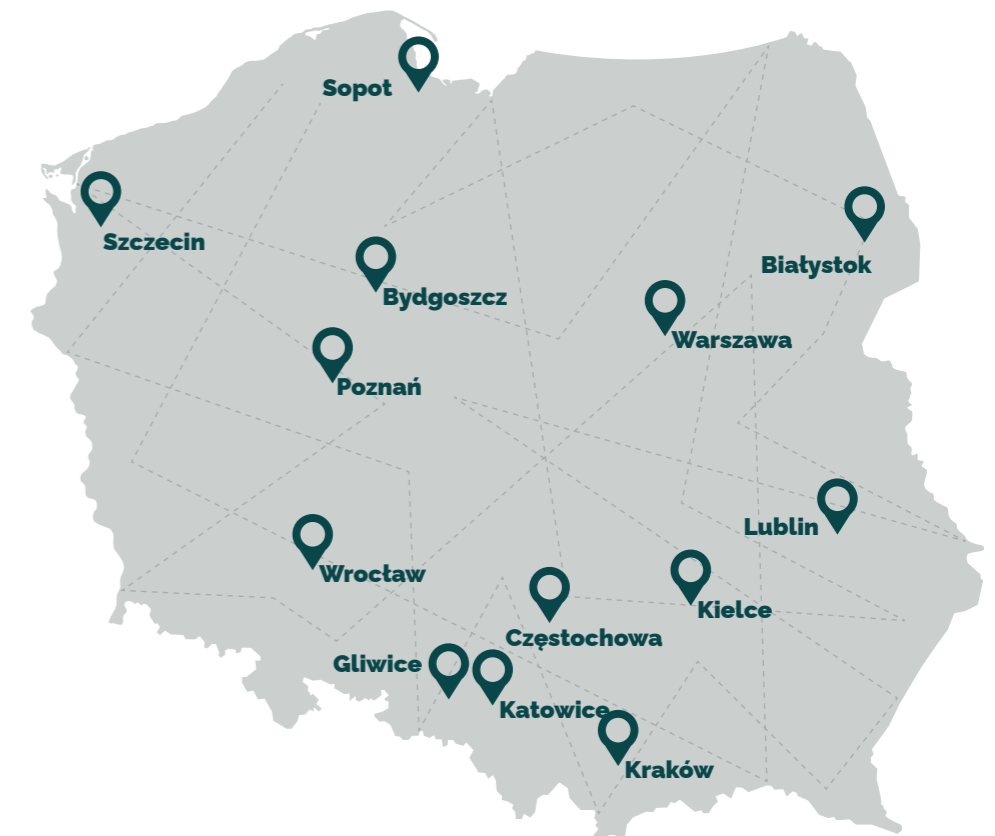 Sopot
Szczecin
Białystok
Bydgoszcz
Warszawa
Poznań
Lublin
Wrocław
Kielce
Częstochowa
Gliwice
Katowice
Kraków